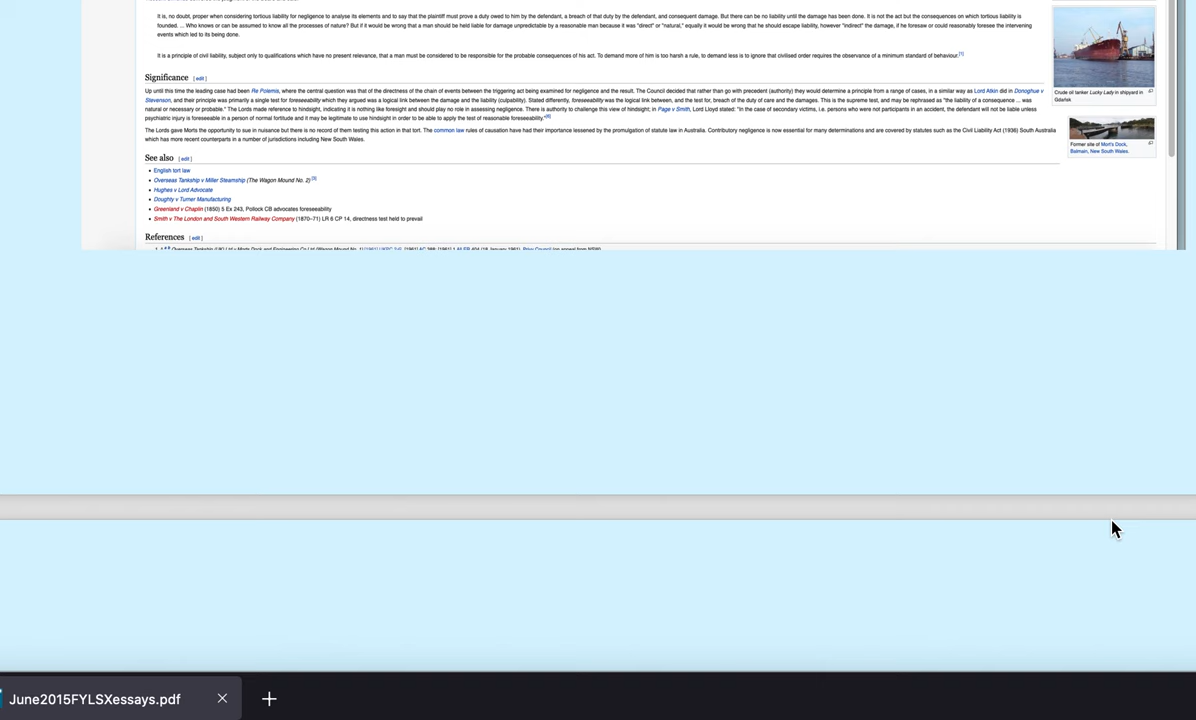 It is, no doubt, proper when considering tortious liability for negligence to analyse its elements and to say that the plaintiff must prove a duty owed to him by the defendant, a breach of that duty by the defendant, and consequent damage. But there can be no liability until the damage has been done. It is not the act but the consequences on which tortious liability is
founded. ... Who knows or can be assumed to know all the processes of nature? But if it would be wrong that a man should be held liable for damage unpredictable by a reasonable man because it was "direct" or "natural," equally it would be wrong that he should escape liability, however "indirect" the damage, if he foresaw or could reasonably foresee the intervening
events which led to its being done.
It is a principle of civil liability, subject only to qualifications which have no present relevance, that a man must be considered to be responsible for the probable consequences of his act. To demand more of him is too harsh a rule, to demand less is to ignore that civilised order requires the observance of a minimum standard of behaviour.[1]
Significance [ edit ]
Up until this time the leading case had been Re Polemis, where the central question was that of the directness of the chain of events between the triggering act being examined for negligence and the result. The Council decided that rather than go with precedent (authority) they would determine a principle from a range of cases, in a similar way as Lord Atkin did in Donoghue v
Stevenson, and their principle was primarily a single test for foreseeability which they argued was a logical link between the damage and the liability (culpability). Stated differently, foreseeability was the logical link between, and the test for, breach of the duty of care and the damages. This is the supreme test, and may be rephrased as "the liability of a consequence ... was
natural or necessary or probable." The Lords made reference to hindsight, indicating it is nothing like foresight and should play no role in assessing negligence. There is authority to challenge this view of hindsight; in Page v Smith, Lord Lloyd stated: "in the case of secondary victims, i.e. persons who were not participants in an accident, the defendant will not be liable unless
psychiatric injury is foreseeable in a person of normal fortitude and it may be legitimate to use hindsight in order to be able to apply the test of reasonable foreseeability."
The Lords gave Morts the opportunity to sue in nuisance but there is no record of them testing this action in that tort. The common law rules of causation have had their importance lessened by the promulgation of statute law in Australia. Contributory negligence is now essential for many determinations and are covered by statutes such as the Civil Liability Act (1936) South Australia
which has more recent counterparts in a number of jurisdictions including New South Wales.
See also [ edit ]
• English tort law
• Overseas Tankship v Miller Steamship (The Wagon Mound No. 2)
• Hughes v Lord Advocate
• Doughty v Turner Manufacturing
• Greenland v Chaplin (1850) 5 Ex 243, Pollock CB advocates foreseeability
• Smith v The London and South Western Railway Company (1870–71) LR 6 CP 14, directness test held to prevail
References [ edit ]
Crude oil tanker Lucky Lady in shipyard in
Gdańsk
Former site of Mort's Dock,
Balmain, New South Wales.
June2015FYLSXessays.pdf